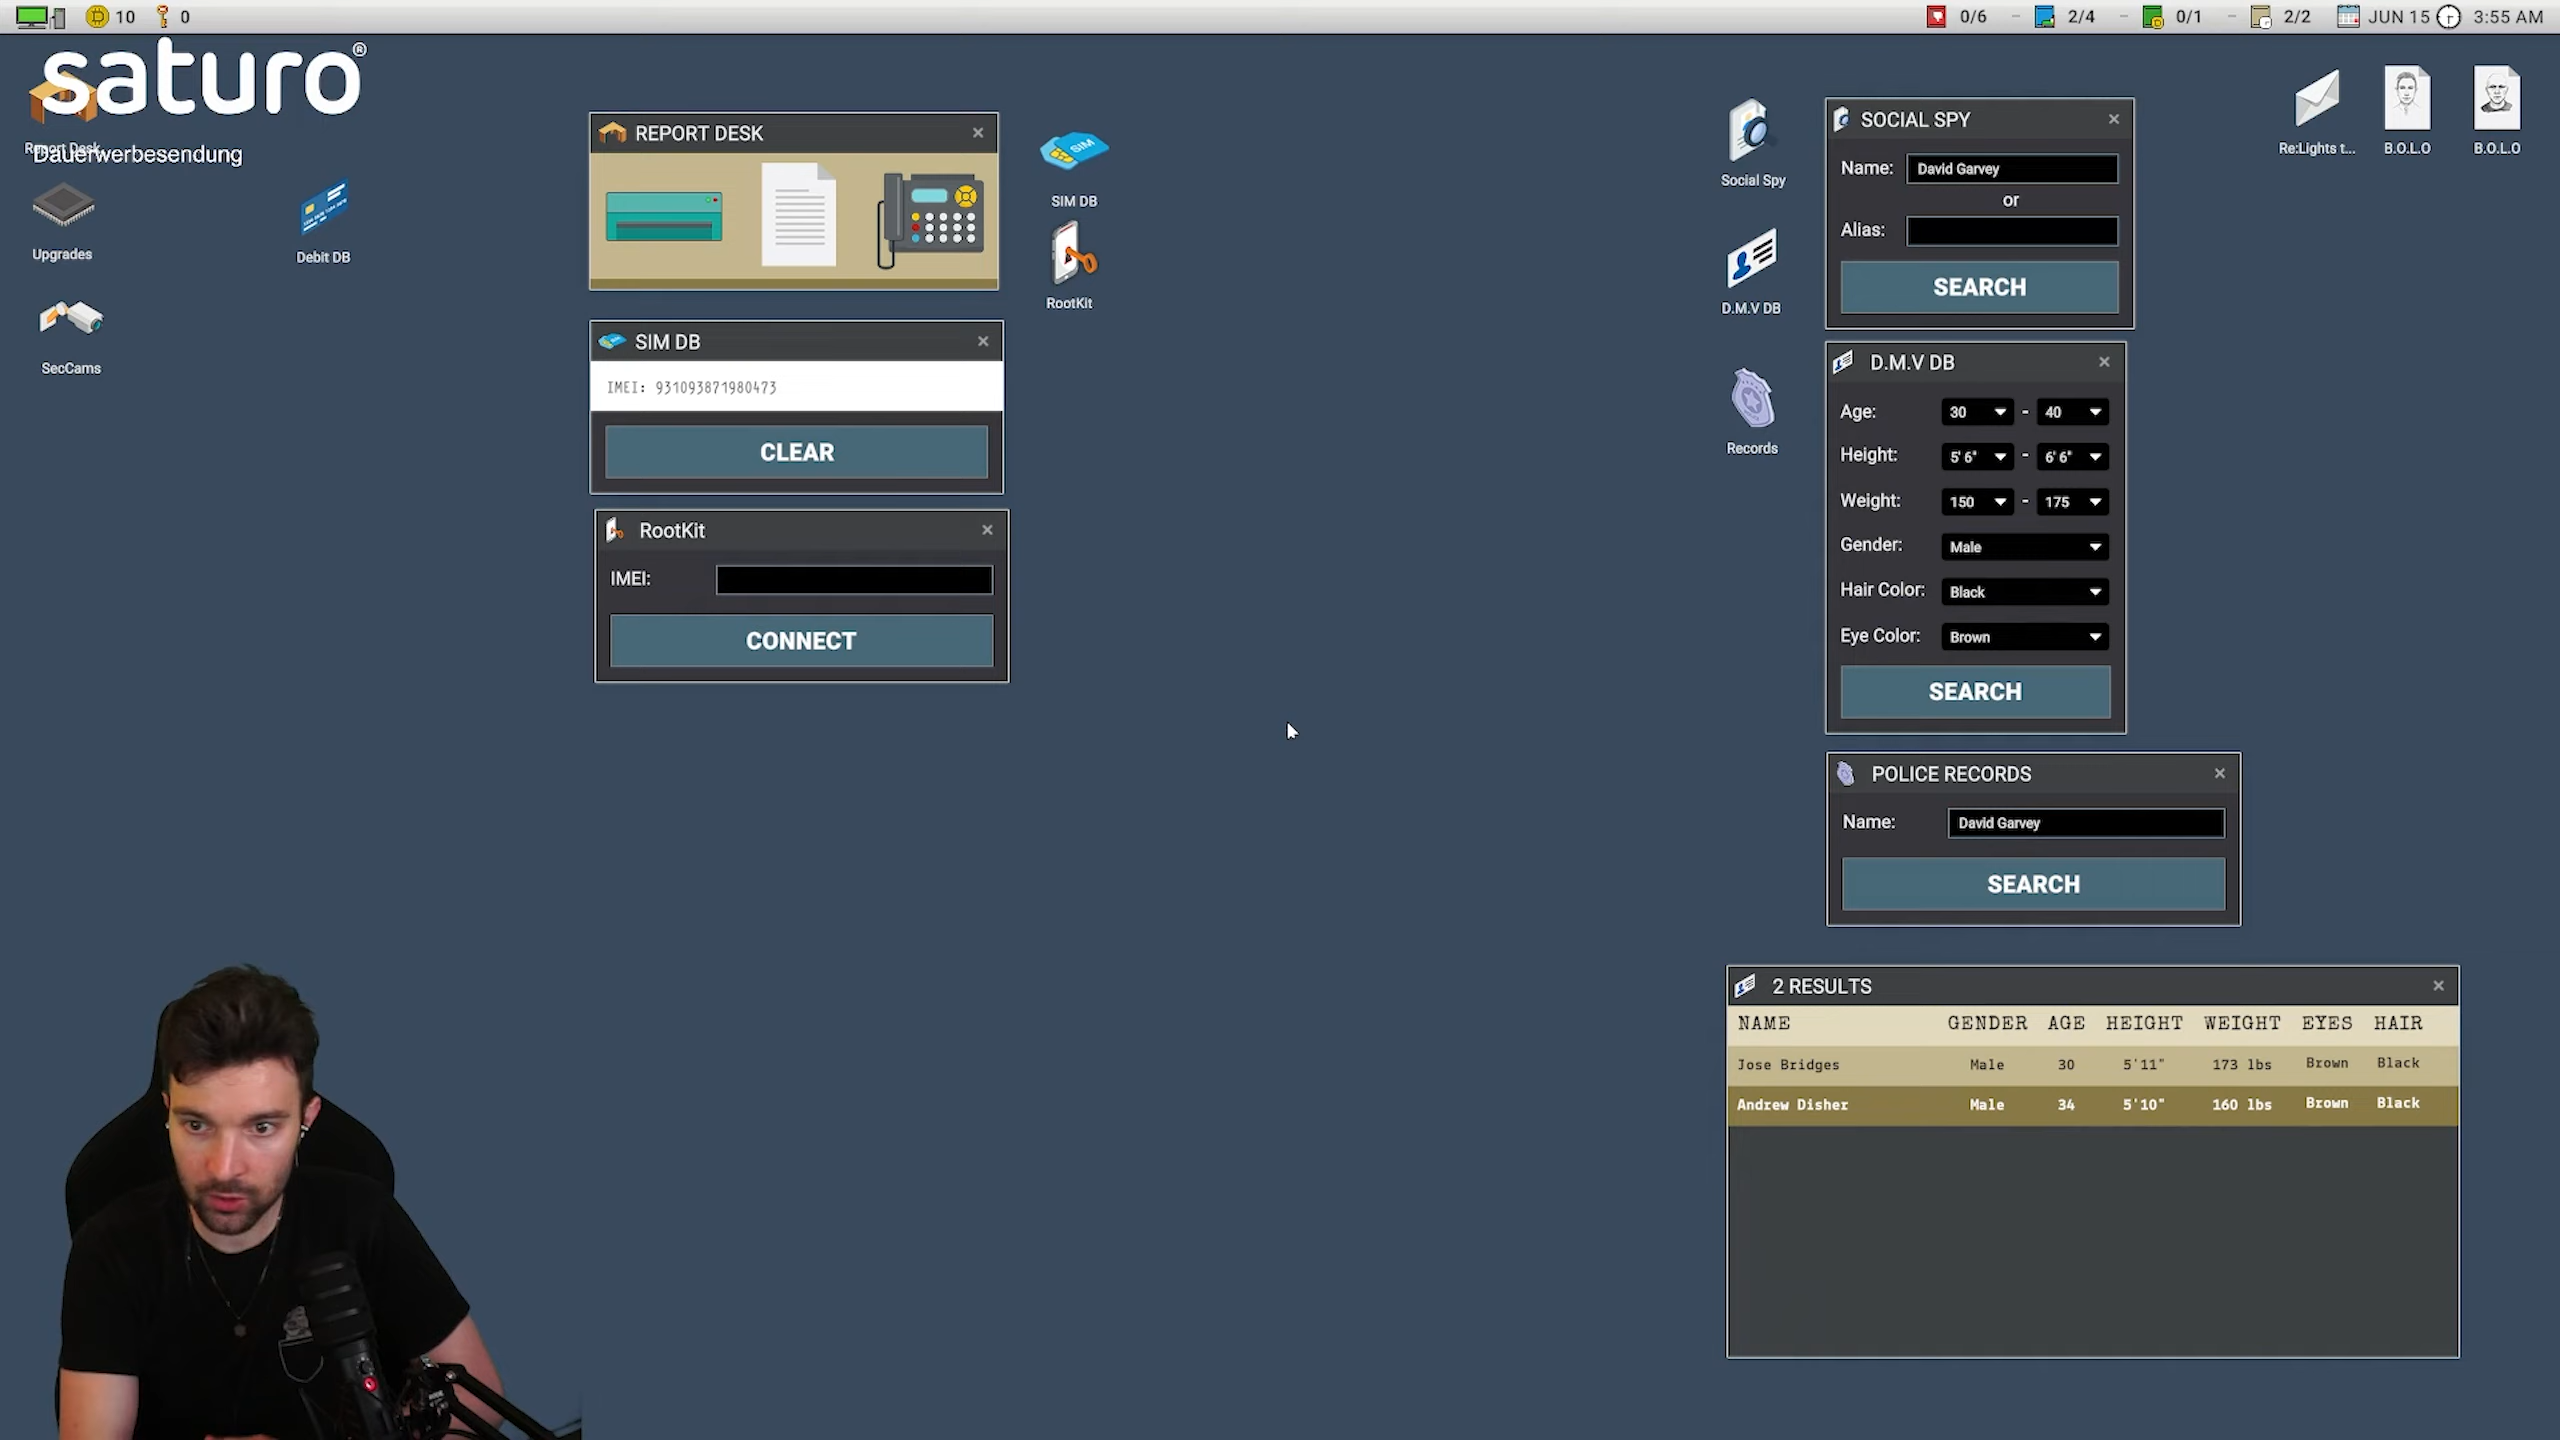 10
0
0/6
-
2/4
-
0/1
-
2/2
JUN 15
3:55 AM
saturo®
Dauerwerbesendung
Report Desk
Upgrades
Debit DB
SecCams
REPORT DESK
SIM
SIM DB
RootKit
SIM DB
IMEI: 931093871980473
CLEAR
RootKit
IMEI:
CONNECT
Social Spy
D.M.V DB
Records
SOCIAL SPY
Name: David Garvey
or
Alias:
SEARCH
D.M.V DB
Age: 30 - 40
Height: 5' 6" - 6' 6"
Weight: 150 - 175
Gender: Male
Hair Color: Black
Eye Color: Brown
SEARCH
POLICE RECORDS
Name: David Garvey
SEARCH
Re:Lights t...
B.O.L.O
B.O.L.O
2 RESULTS
NAME GENDER AGE HEIGHT WEIGHT EYES HAIR
Jose Bridges Male 30 5'11" 173 lbs Brown Black
Andrew Disher Male 34 5'10" 160 lbs Brown Black